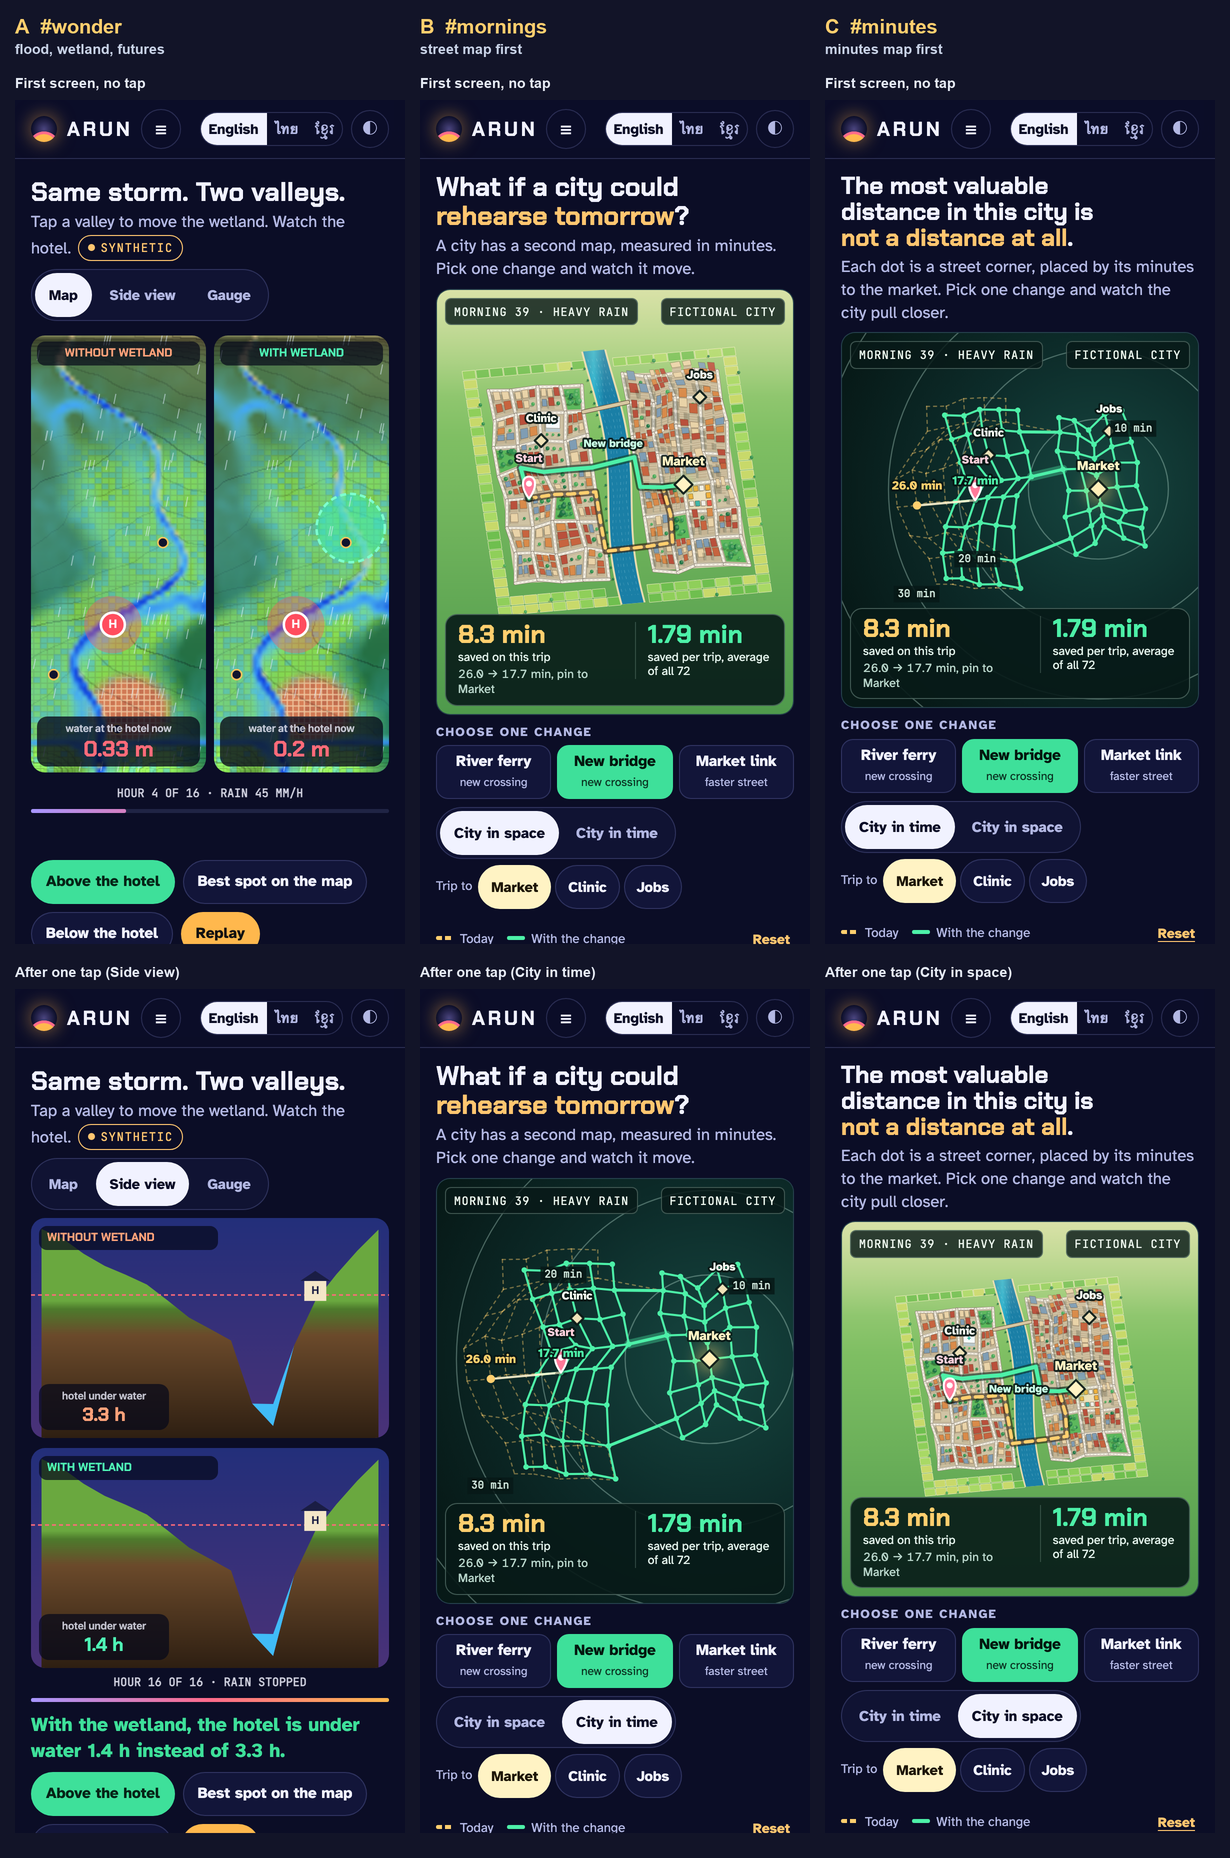 A #wonder
flood, wetland, futures
First screen, no tap
ARUN
English ไทย ខ្មែរ
Same storm. Two valleys.
Tap a valley to move the wetland. Watch the
hotel. SYNTHETIC
Map Side view Gauge
WITHOUT WETLAND
WITH WETLAND
H
H
water at the hotel now
0.33 m
water at the hotel now
0.2 m
HOUR 4 OF 16 · RAIN 45 MM/H
Above the hotel Best spot on the map
Below the hotel Replay
B #mornings
street map first
First screen, no tap
ARUN
English ไทย ខ្មែរ
What if a city could
rehearse tomorrow?
A city has a second map, measured in minutes.
Pick one change and watch it move.
MORNING 39 · HEAVY RAIN FICTIONAL CITY
Jobs
Clinic
New bridge
Start
Market
8.3 min
saved on this trip
26.0 → 17.7 min, pin to
Market
1.79 min
saved per trip, average
of all 72
CHOOSE ONE CHANGE
River ferry
new crossing
New bridge
new crossing
Market link
faster street
City in space City in time
Trip to Market Clinic Jobs
Today With the change Reset
C #minutes
minutes map first
First screen, no tap
ARUN
English ไทย ខ្មែរ
The most valuable
distance in this city is
not a distance at all.
Each dot is a street corner, placed by its minutes
to the market. Pick one change and watch the
city pull closer.
MORNING 39 · HEAVY RAIN FICTIONAL CITY
Jobs
10 min
Clinic
Start
Market
26.0 min 17.7 min
20 min
30 min
8.3 min
saved on this trip
26.0 → 17.7 min, pin to
Market
1.79 min
saved per trip, average
of all 72
CHOOSE ONE CHANGE
River ferry
new crossing
New bridge
new crossing
Market link
faster street
City in time City in space
Trip to Market Clinic Jobs
Today With the change Reset
After one tap (Side view)
ARUN
English ไทย ខ្មែរ
Same storm. Two valleys.
Tap a valley to move the wetland. Watch the
hotel. SYNTHETIC
Map Side view Gauge
WITHOUT WETLAND
H
hotel under water
3.3 h
WITH WETLAND
H
hotel under water
1.4 h
HOUR 16 OF 16 · RAIN STOPPED
With the wetland, the hotel is under
water 1.4 h instead of 3.3 h.
Above the hotel Best spot on the map
After one tap (City in time)
ARUN
English ไทย ខ្មែរ
What if a city could
rehearse tomorrow?
A city has a second map, measured in minutes.
Pick one change and watch it move.
MORNING 39 · HEAVY RAIN FICTIONAL CITY
Jobs
20 min
10 min
Clinic
Start
Market
26.0 min 17.7 min
30 min
8.3 min
saved on this trip
26.0 → 17.7 min, pin to
Market
1.79 min
saved per trip, average
of all 72
CHOOSE ONE CHANGE
River ferry
new crossing
New bridge
new crossing
Market link
faster street
City in space City in time
Trip to Market Clinic Jobs
Today With the change Reset
After one tap (City in space)
ARUN
English ไทย ខ្មែរ
The most valuable
distance in this city is
not a distance at all.
Each dot is a street corner, placed by its minutes
to the market. Pick one change and watch the
city pull closer.
MORNING 39 · HEAVY RAIN FICTIONAL CITY
Jobs
Clinic
Start
Market
New bridge
8.3 min
saved on this trip
26.0 → 17.7 min, pin to
Market
1.79 min
saved per trip, average
of all 72
CHOOSE ONE CHANGE
River ferry
new crossing
New bridge
new crossing
Market link
faster street
City in time City in space
Trip to Market Clinic Jobs
Today With the change Reset